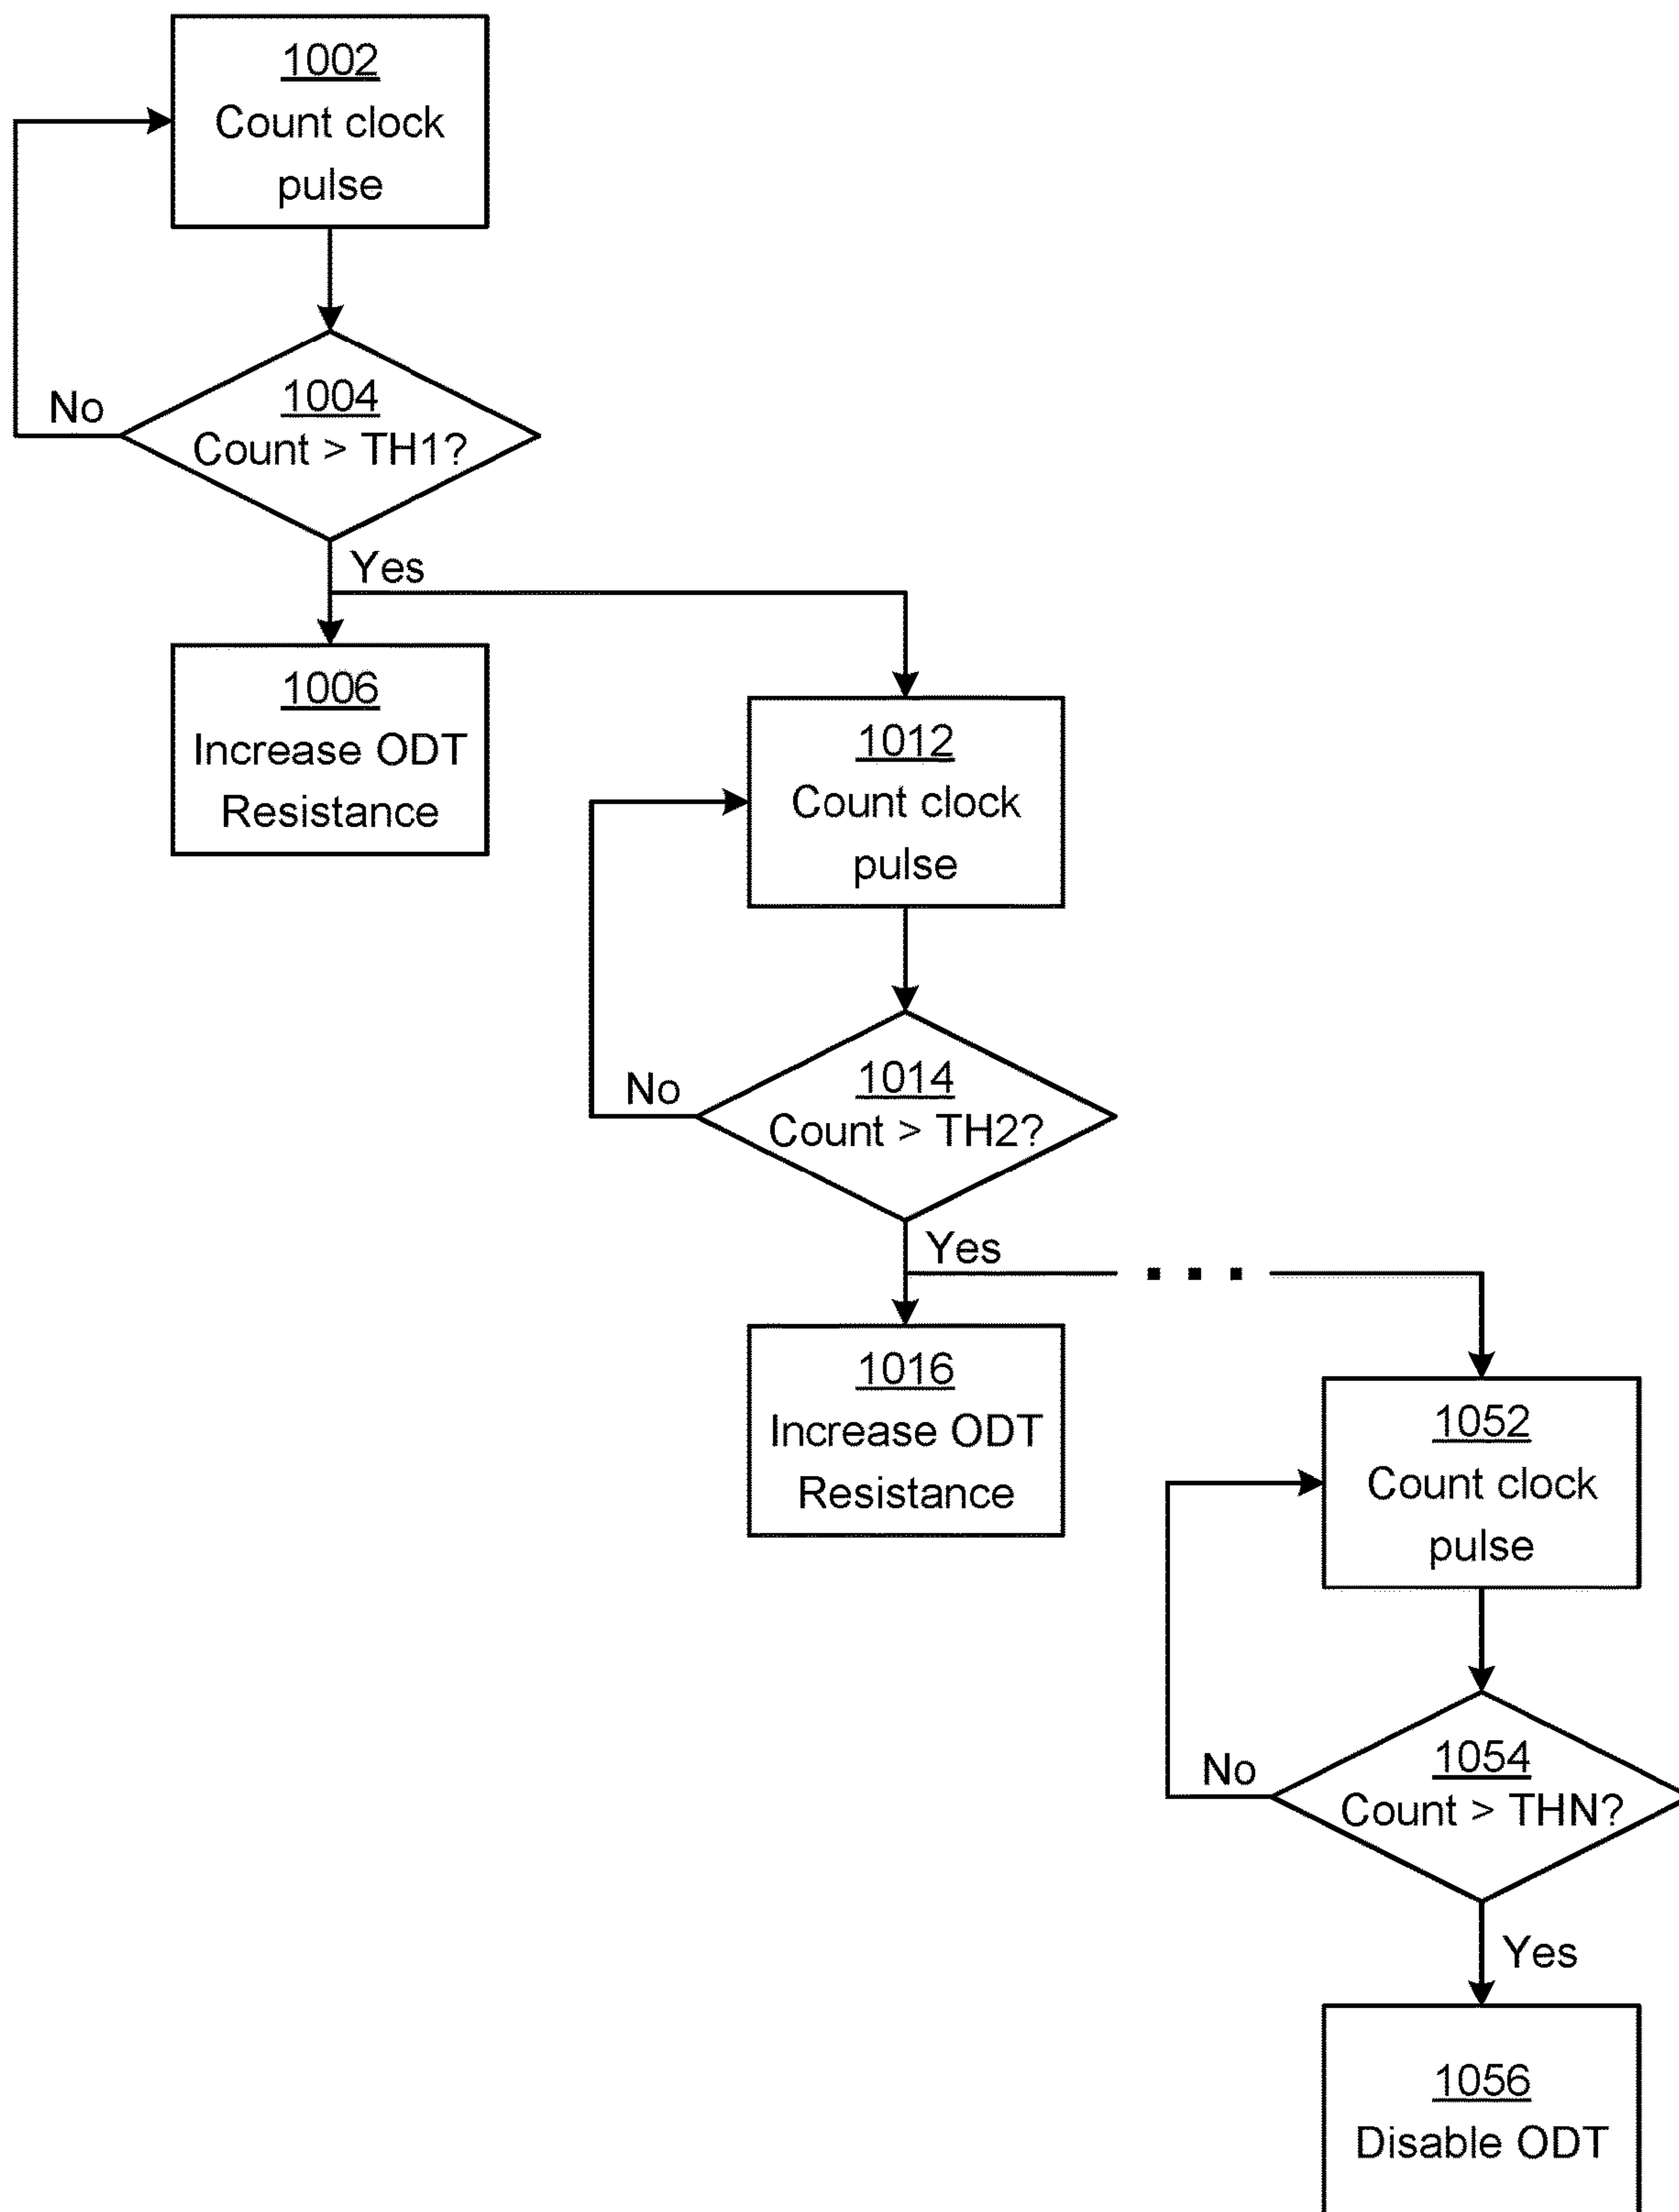 1002
Count clock
pulse
1004
Count > TH1?
No
Yes
1006
Increase ODT
Resistance
1012
Count clock
pulse
1014
Count > TH2?
No
Yes
1016
Increase ODT
Resistance
1052
Count clock
pulse
1054
Count > THN?
No
Yes
1056
Disable ODT